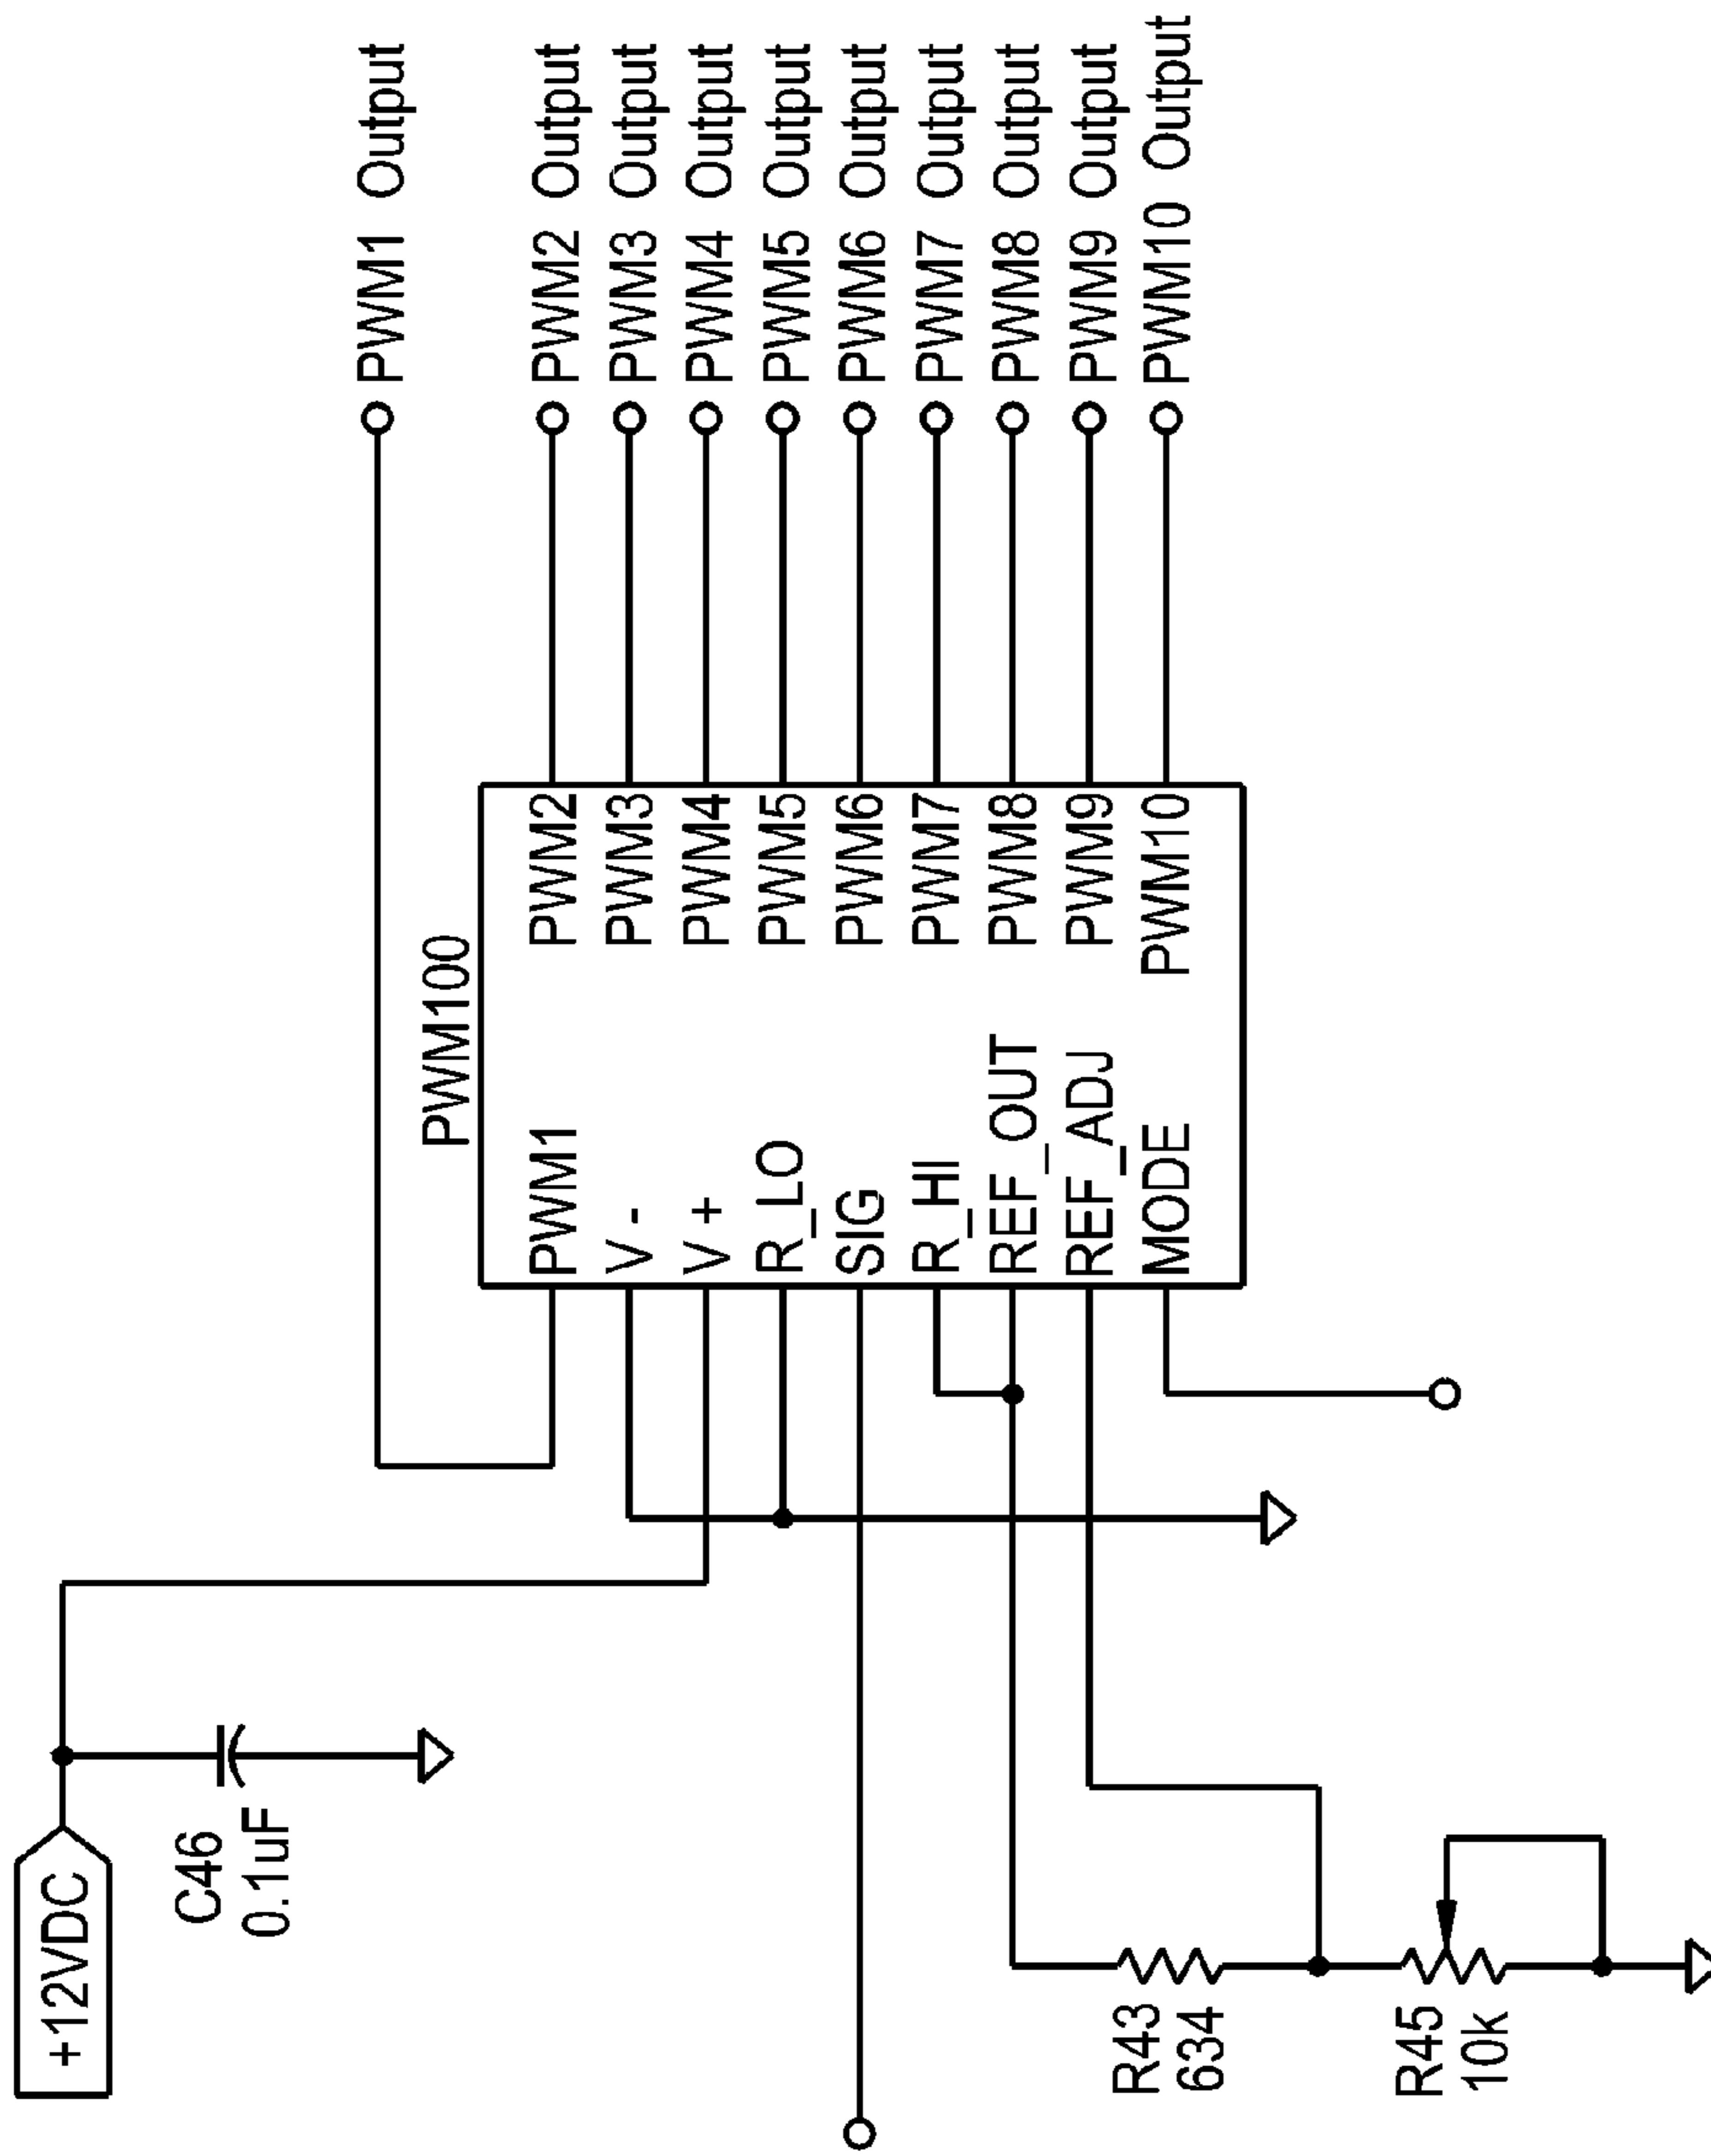 +12VDC
C46
0.1uF
PWM1 Output
PWM100
PWM1
PWM2
PWM2 Output
V -
PWM3
PWM3 Output
V +
PWM4
PWM4 Output
R_LO
PWM5
PWM5 Output
SIG
PWM6
PWM6 Output
R_HI
PWM7
PWM7 Output
REF_OUT
PWM8
PWM8 Output
REF_ADJ
PWM9
PWM9 Output
MODE
PWM10
PWM10 Output
R43
634
R45
10k